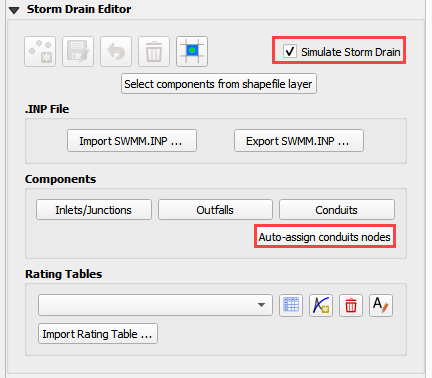 Storm Drain Editor
Simulate Storm Drain
Select components from shapefile layer
.INP File
Import SWMM.INP ...
Export SWMM.INP ...
Components
Inlets/Junctions
Outfalls
Conduits
Auto-assign conduits nodes
Rating Tables
Import Rating Table ...